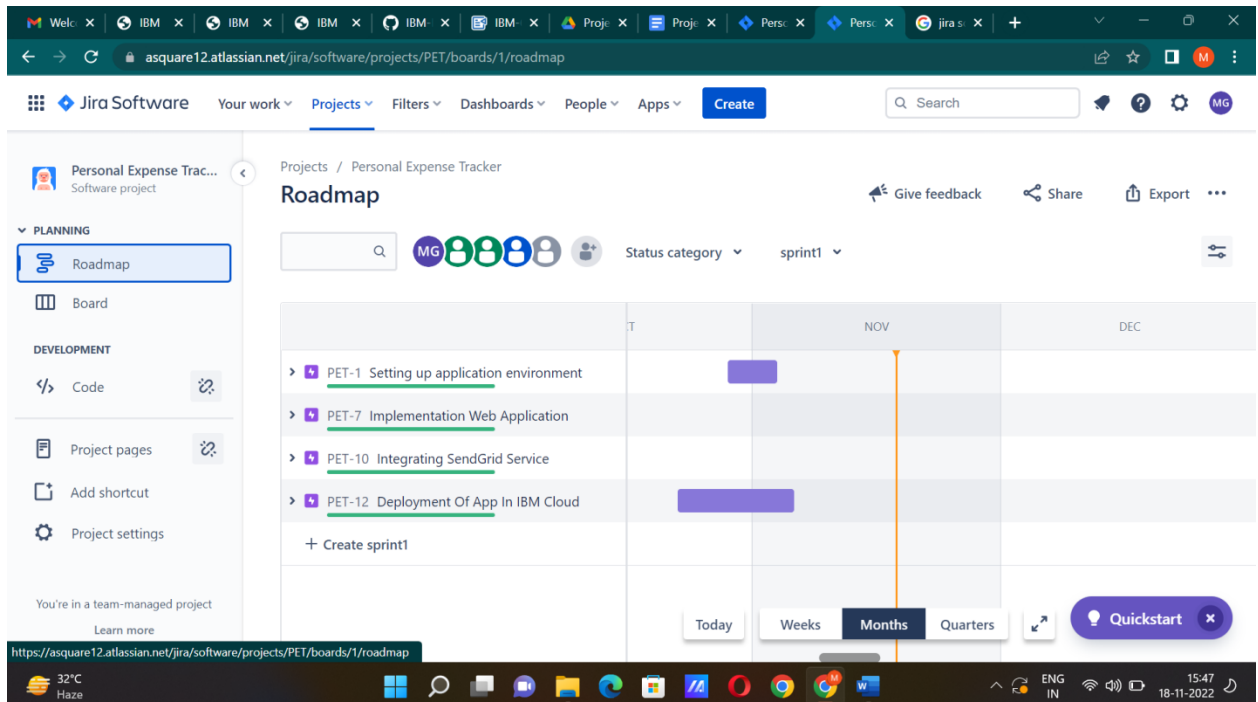 Welc IBM IBM IBM IBM- IBM- Proje Proje Perso Perso jira s
asquare12.atlassian.net/jira/software/projects/PET/boards/1/roadmap M
Jira Software Your work Projects Filters Dashboards People Apps Create Search MG
Personal Expense Trac...
Software project
PLANNING
Roadmap
Board
DEVELOPMENT
Code
Project pages
Add shortcut
Project settings
You're in a team-managed project
Learn more
Projects / Personal Expense Tracker
Roadmap Give feedback Share Export
MG Status category sprint1
T NOV DEC
PET-1 Setting up application environment
PET-7 Implementation Web Application
PET-10 Integrating SendGrid Service
PET-12 Deployment Of App In IBM Cloud
+ Create sprint1
Today Weeks Months Quarters Quickstart
https://asquare12.atlassian.net/jira/software/projects/PET/boards/1/roadmap
32°C
Haze
ENG
IN
15:47
18-11-2022